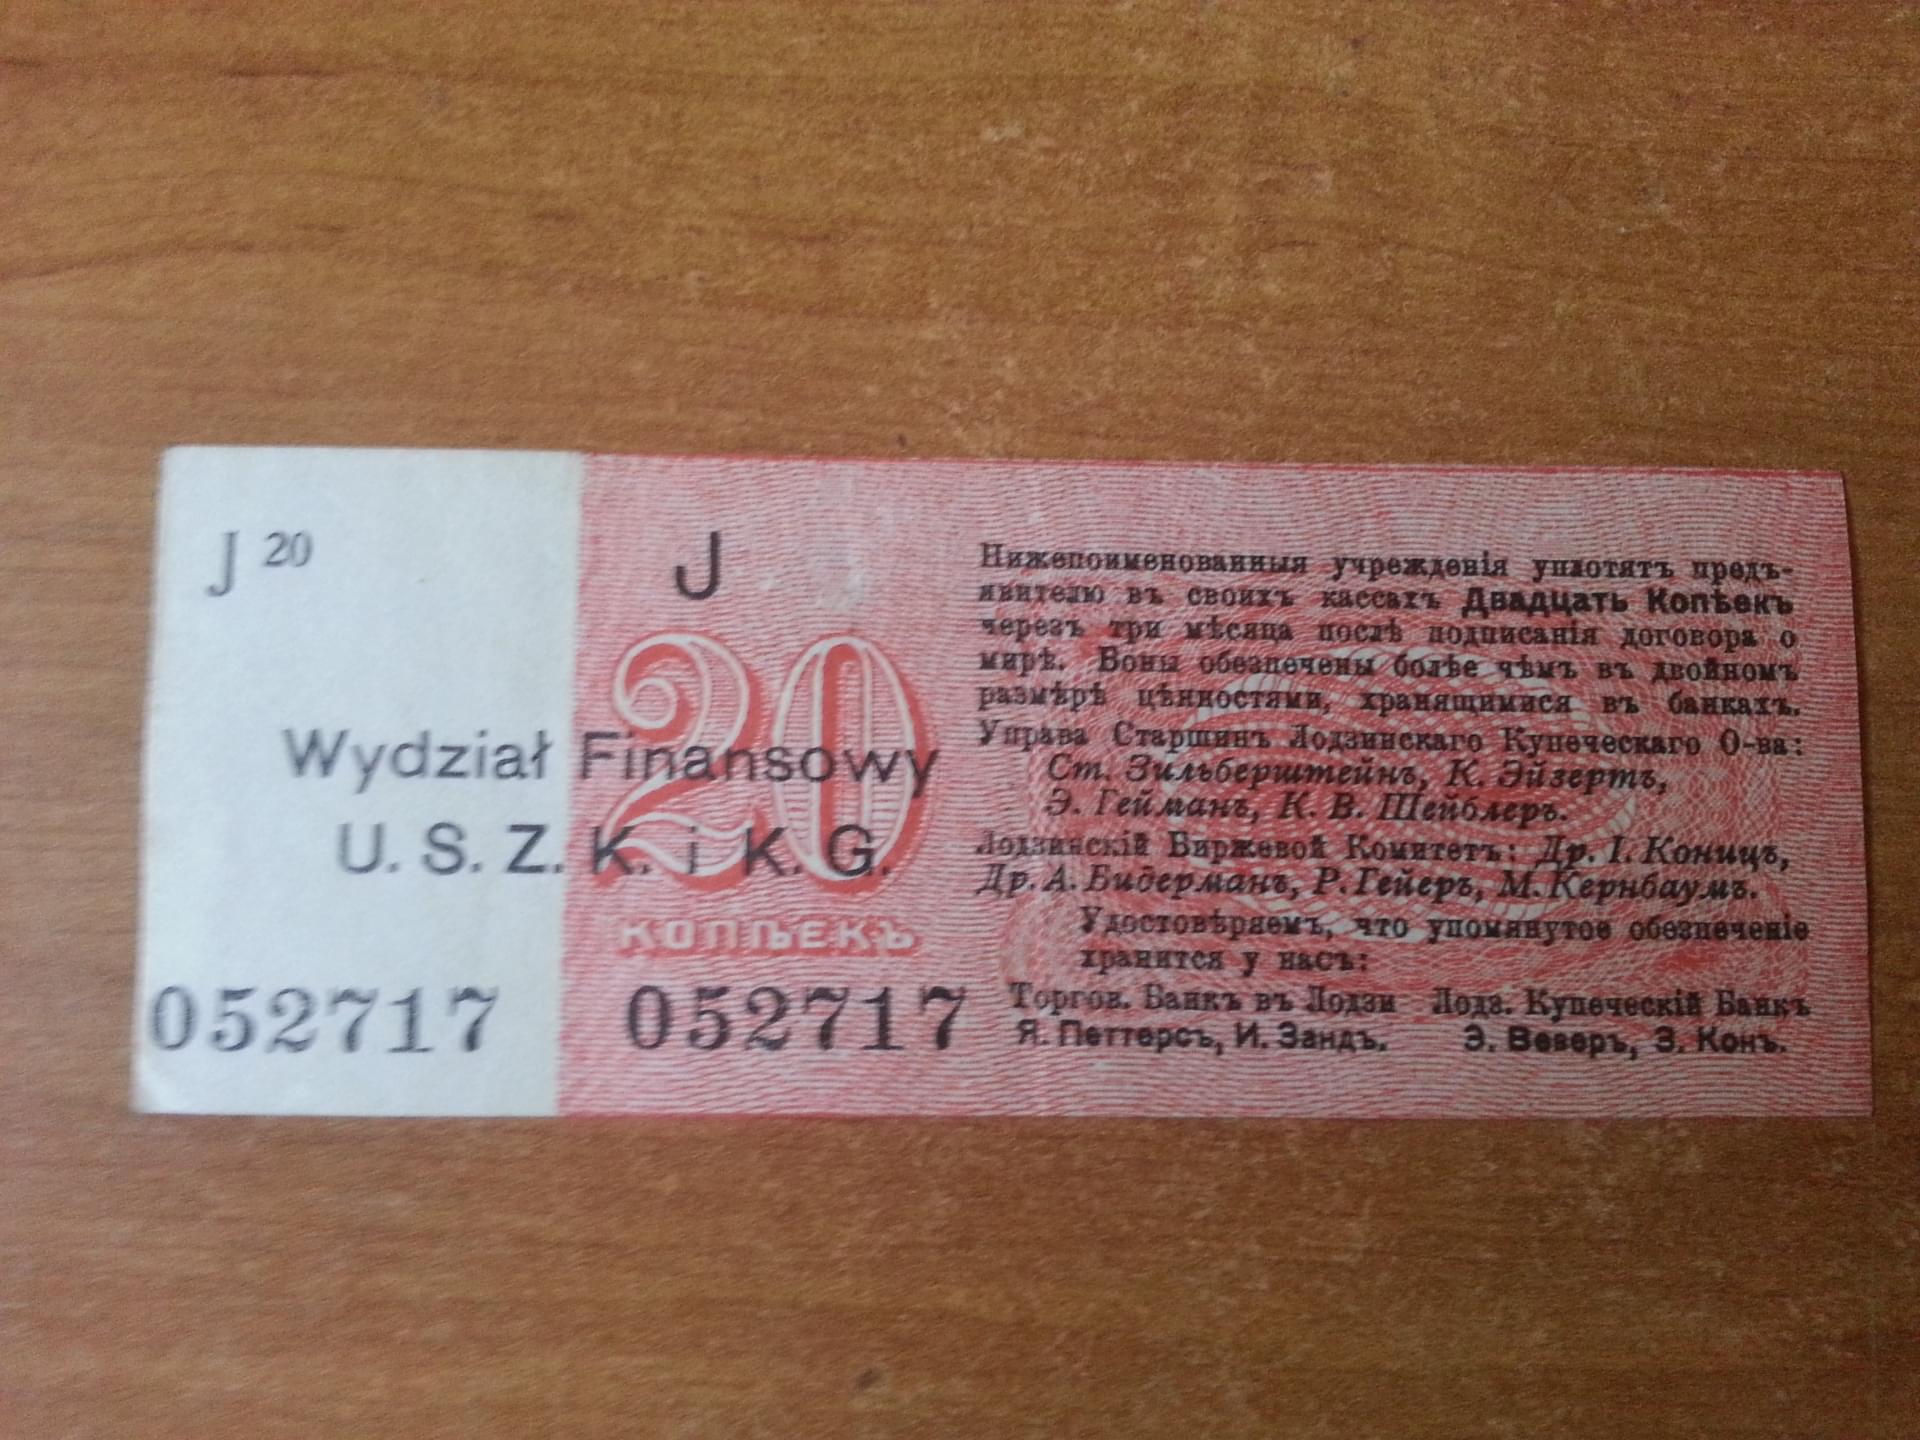 J 20
Wydział Finansowy
U. S. Z. K. i K. G.
052717
J
20
КОПѢЕКЪ
052717
Нижепоименованныя учрежденія уплотятъ предъ-
явителю въ своихъ кассахъ Двадцать Копѣекъ
черезъ три мѣсяца послѣ подписанія договора о
мирѣ. Боны обезпечены болѣе чѣмъ въ двойномъ
размѣрѣ цѣнностями, хранящимися въ банкахъ.
Управа Старшинъ Лодзинскаго Купеческаго О-ва:
Ст. Зильберштейнъ, К. Эйзертъ,
Э. Гейманъ, К. В. Шейблеръ.
Лодзинскій Биржевой Комитетъ: Др. І. Коницъ,
Др. А. Бидерманъ, Р. Гейеръ, М. Кернбаумъ.
Удостовѣряемъ, что упомянутое обезпеченіе
хранится у насъ:
Торгов. Банкъ въ Лодзи Лодз. Купеческій Банкъ
Я. Петтерсъ, И. Зандъ. Э. Веверъ, З. Конъ.